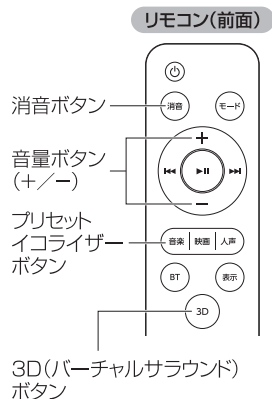 リモコン(前面)
消音ボタン
消音
モード
音量ボタン
(+/-)
+
-
プリセット
イコライザー
ボタン
音楽 映画 人声
BT
表示
3D
3D(バーチャルサラウンド)
ボタン